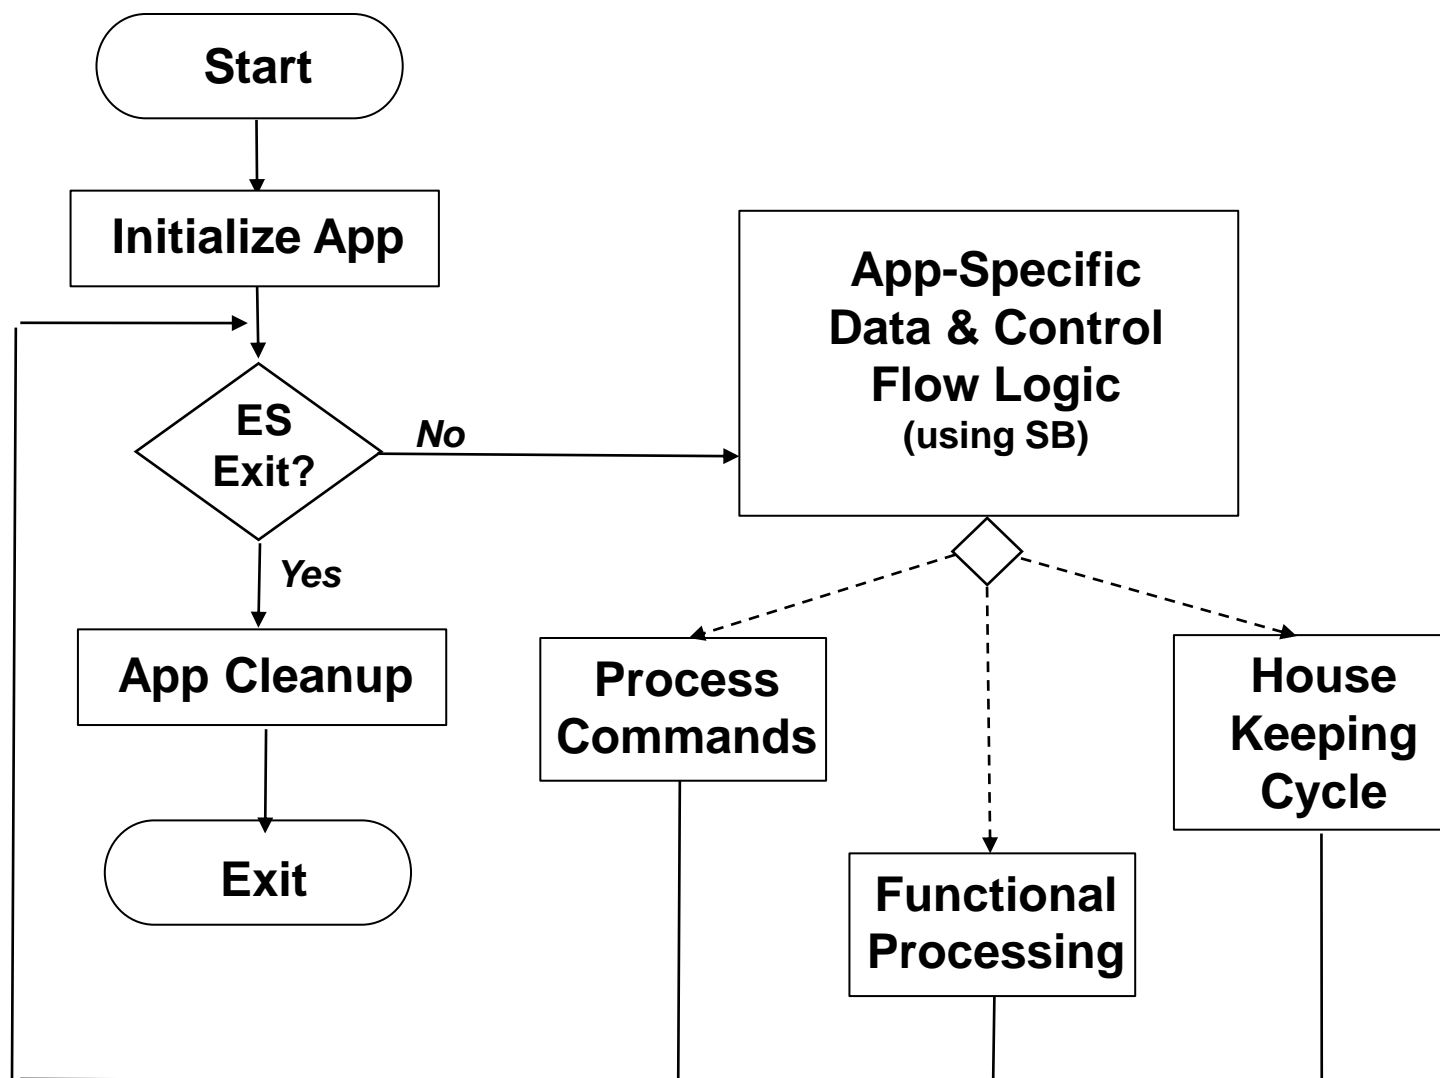 Start
Initialize App
App-Specific
Data & Control
Flow Logic
(using SB)
ES
Exit?
No
Yes
App Cleanup
Process
Commands
House
Keeping
Cycle
Exit
Functional
Processing